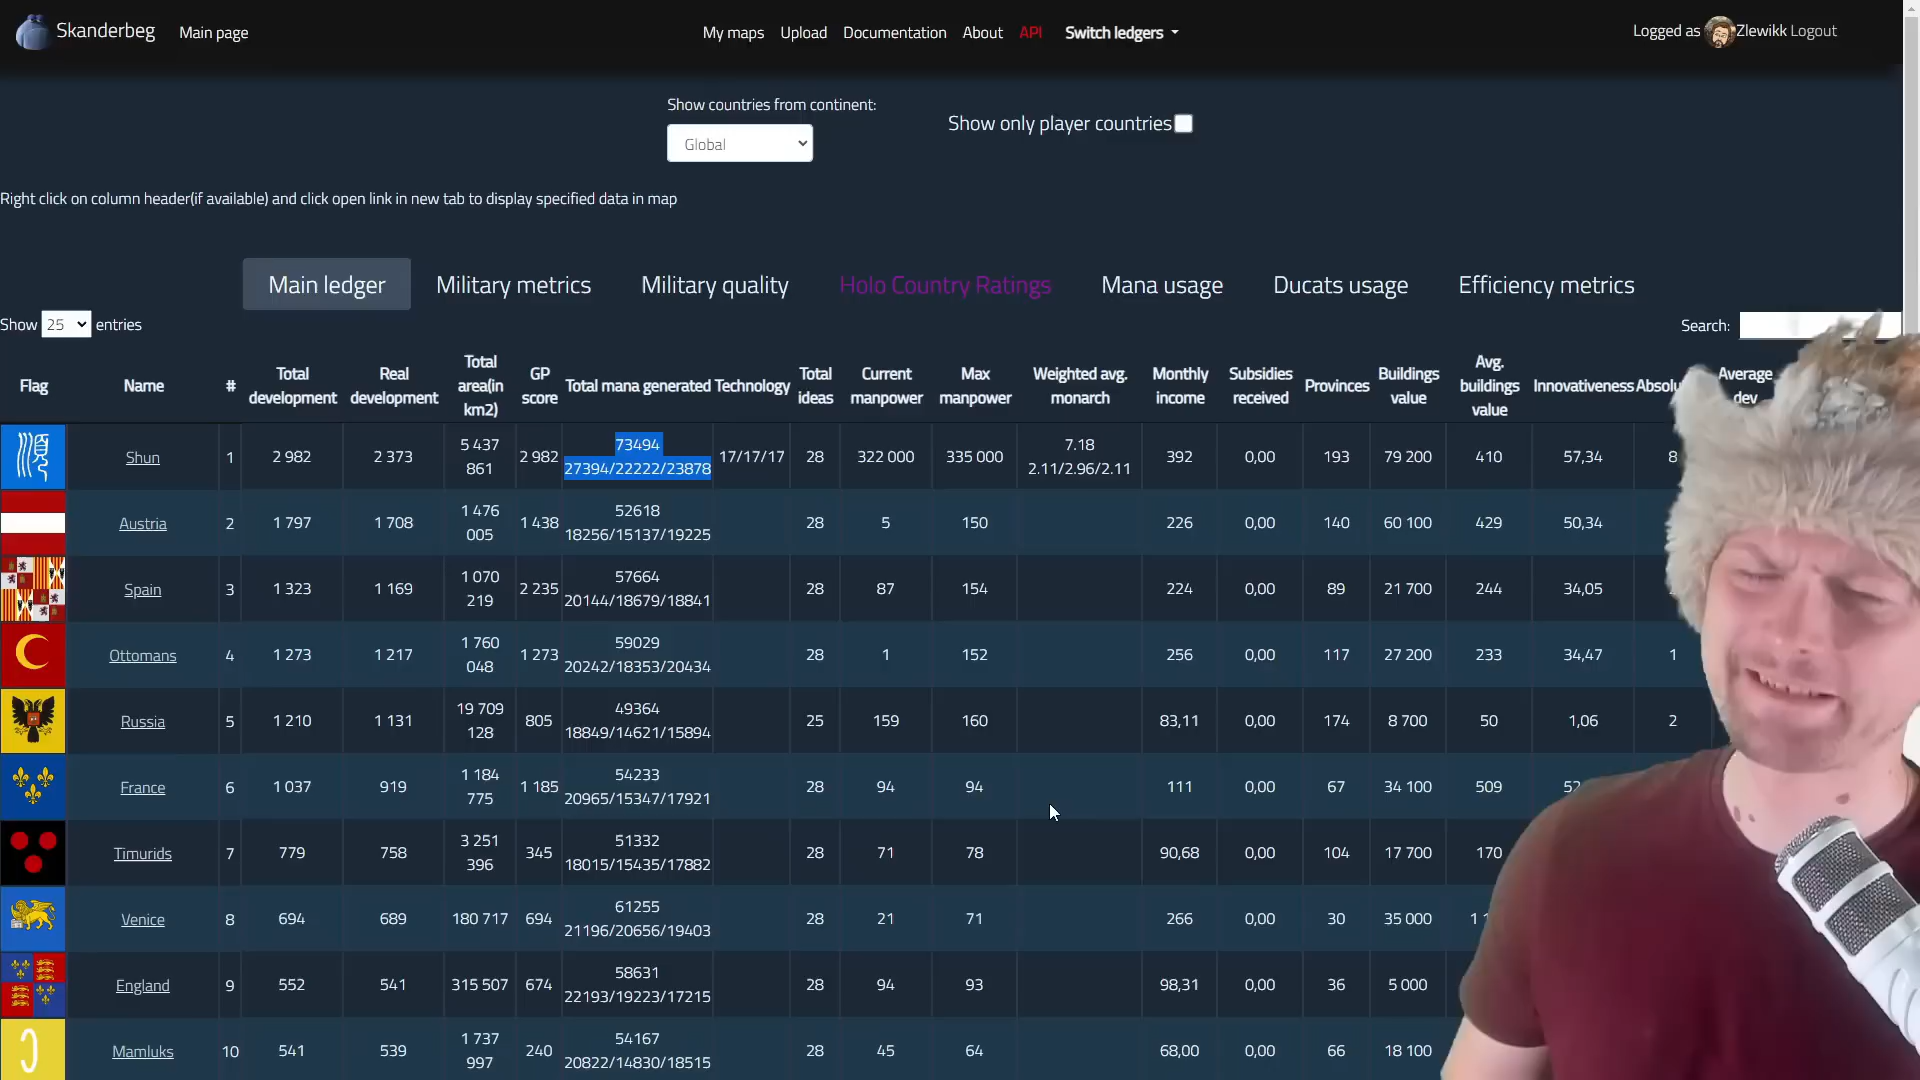 Skanderbeg Main page My maps Upload Documentation About API Switch ledgers Logged as Zlewikk Logout
Show countries from continent:
Show only player countries
Global
Right click on column header(if available) and click open link in new tab to display specified data in map
Main ledger Military metrics Military quality Holo Country Ratings Mana usage Ducats usage Efficiency metrics
Show 25 entries Search:
Flag Name # Total development Real development Total area(in km2) GP score Total mana generated Technology Total ideas Current manpower Max manpower Weighted avg. monarch Monthly income Subsidies received Provinces Buildings value Avg. buildings value Innovativeness Average dev
Shun 1 2 982 2 373 5 437 861 2 982 73494 27394/22222/23878 17/17/17 28 322 000 335 000 7.18 2.11/2.96/2.11 392 0,00 193 79 200 410 57,34
Austria 2 1 797 1 708 1 476 005 1 438 52618 18256/15137/19225 28 5 150 226 0,00 140 60 100 429 50,34
Spain 3 1 323 1 169 1 070 219 2 235 57664 20144/18679/18841 28 87 154 224 0,00 89 21 700 244 34,05
Ottomans 4 1 273 1 217 1 760 048 1 273 59029 20242/18353/20434 28 1 152 256 0,00 117 27 200 233 34,47 1
Russia 5 1 210 1 131 19 709 128 805 49364 18849/14621/15894 25 159 160 83,11 0,00 174 8 700 50 1,06 2
France 6 1 037 919 1 184 775 1 185 54233 20965/15347/17921 28 94 94 111 0,00 67 34 100 509
Timurids 7 779 758 3 251 396 345 51332 18015/15435/17882 28 71 78 90,68 0,00 104 17 700 170
Venice 8 694 689 180 717 694 61255 21196/20656/19403 28 21 71 266 0,00 30 35 000
England 9 552 541 315 507 674 58631 22193/19223/17215 28 94 93 98,31 0,00 36 5 000
Mamluks 10 541 539 1 737 997 240 54167 20822/14830/18515 28 45 64 68,00 0,00 66 18 100